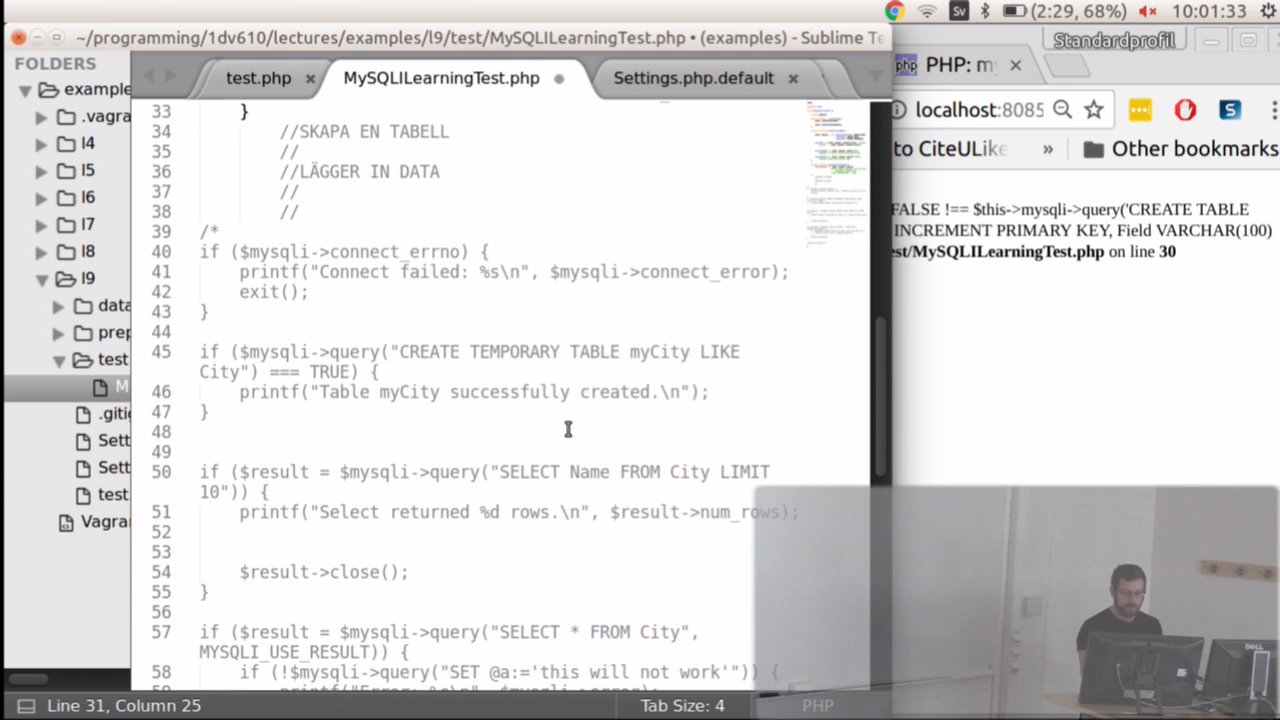 Sv (2:29, 68%) 10:01:33
~/programming/1dv610/lectures/examples/l9/test/MySQLILearningTest.php • (examples) - Sublime Te
Standardprofil
FOLDERS
test.php × MySQLILearningTest.php Settings.php.default ×
php PHP: my ×
example
.vagra
l4
l5
l6
l7
l8
l9
data
prep
test
M
.gitig
Sett
Sett
test
Vagran
localhost:8085
to CiteULike » Other bookmarks
33 }
34 //SKAPA EN TABELL
35 //
36 //LÄGGER IN DATA
37 //
38 //
39 /*
40 if ($mysqli->connect_errno) {
41 printf("Connect failed: %s\n", $mysqli->connect_error);
42 exit();
43 }
44
45 if ($mysqli->query("CREATE TEMPORARY TABLE myCity LIKE
City") === TRUE) {
46 printf("Table myCity successfully created.\n");
47 }
48
49
50 if ($result = $mysqli->query("SELECT Name FROM City LIMIT
10")) {
51 printf("Select returned %d rows.\n", $result->num_rows);
52
53
54 $result->close();
55 }
56
57 if ($result = $mysqli->query("SELECT * FROM City",
MYSQLI_USE_RESULT)) {
58 if (!$mysqli->query("SET @a:='this will not work'")) {
FALSE !== $this->mysqli->query('CREATE TABLE
INCREMENT PRIMARY KEY, Field VARCHAR(100)
est/MySQLILearningTest.php on line 30
DELL
Line 31, Column 25 Tab Size: 4 PHP